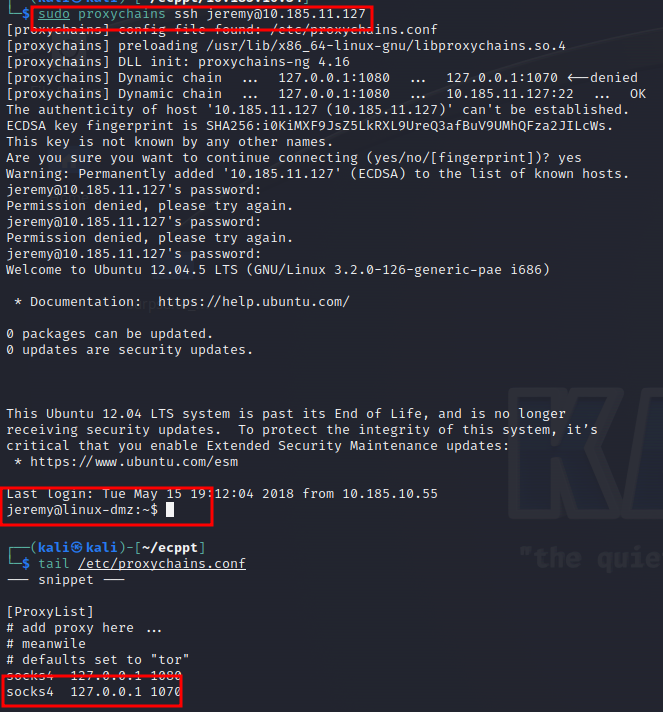 └─$ sudo proxychains ssh jeremy@10.185.11.127
[proxychains] config file found: /etc/proxychains.conf
[proxychains] preloading /usr/lib/x86_64-linux-gnu/libproxychains.so.4
[proxychains] DLL init: proxychains-ng 4.16
[proxychains] Dynamic chain  ...  127.0.0.1:1080  ...  127.0.0.1:1070 <--denied
[proxychains] Dynamic chain  ...  127.0.0.1:1080  ...  10.185.11.127:22  ...  OK
The authenticity of host '10.185.11.127 (10.185.11.127)' can't be established.
ECDSA key fingerprint is SHA256:i0KiMXF9JsZ5LkRXL9UreQ3afBuV9UMhQFza2JILcWs.
This key is not known by any other names.
Are you sure you want to continue connecting (yes/no/[fingerprint])? yes
Warning: Permanently added '10.185.11.127' (ECDSA) to the list of known hosts.
jeremy@10.185.11.127's password:
Permission denied, please try again.
jeremy@10.185.11.127's password:
Permission denied, please try again.
jeremy@10.185.11.127's password:
Welcome to Ubuntu 12.04.5 LTS (GNU/Linux 3.2.0-126-generic-pae i686)
* Documentation:  https://help.ubuntu.com/
0 packages can be updated.
0 updates are security updates.
This Ubuntu 12.04 LTS system is past its End of Life, and is no longer
receiving security updates.  To protect the integrity of this system, it's
critical that you enable Extended Security Maintenance updates:
* https://www.ubuntu.com/esm
Last login: Tue May 15 19:12:04 2018 from 10.185.10.55
jeremy@linux-dmz:~$
┌──(kali㉿kali)-[~/ecppt]
└─$ tail /etc/proxychains.conf
--- snippet ---
[ProxyList]
# add proxy here ...
# meanwile
# defaults set to "tor"
socks4  127.0.0.1 1080
socks4  127.0.0.1 1070
"the quie